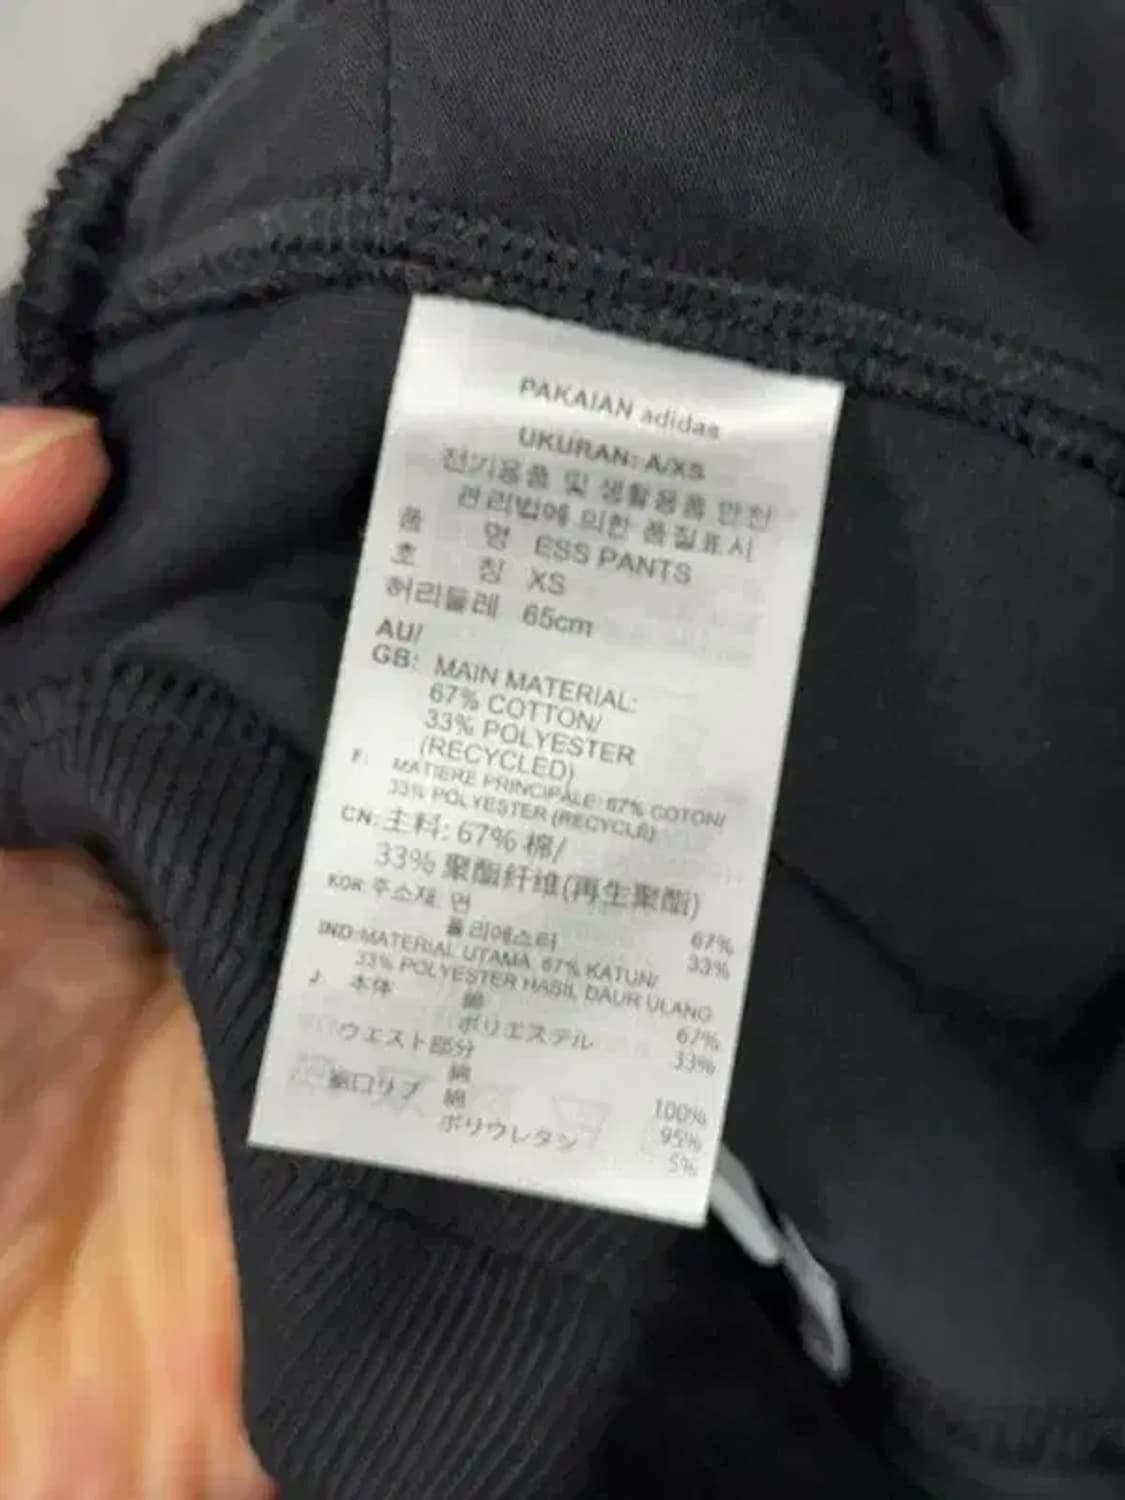 PAKAIAN adidas
UKURAN: A/XS
전기용품 및 생활용품 안전
관리법에 의한 품질표시
품 명 ESS PANTS
호 칭 XS
허리둘레 65cm
AU/
GB: MAIN MATERIAL:
67% COTTON/
33% POLYESTER
(RECYCLED)
F: MATIERE PRINCIPALE: 67% COTON/
33% POLYESTER (RECYCLÉ)
CN: 主料: 67% 棉/
33% 聚酯纤维(再生聚酯)
KOR: 주소재: 면 67%
폴리에스터 33%
IND: MATERIAL UTAMA: 67% KATUN/
33% POLYESTER HASIL DAUR ULANG
J: 本体 綿 67%
ポリエステル 33%
ウエスト部分
綿 100%
裾口リブ 綿 95%
ポリウレタン 5%